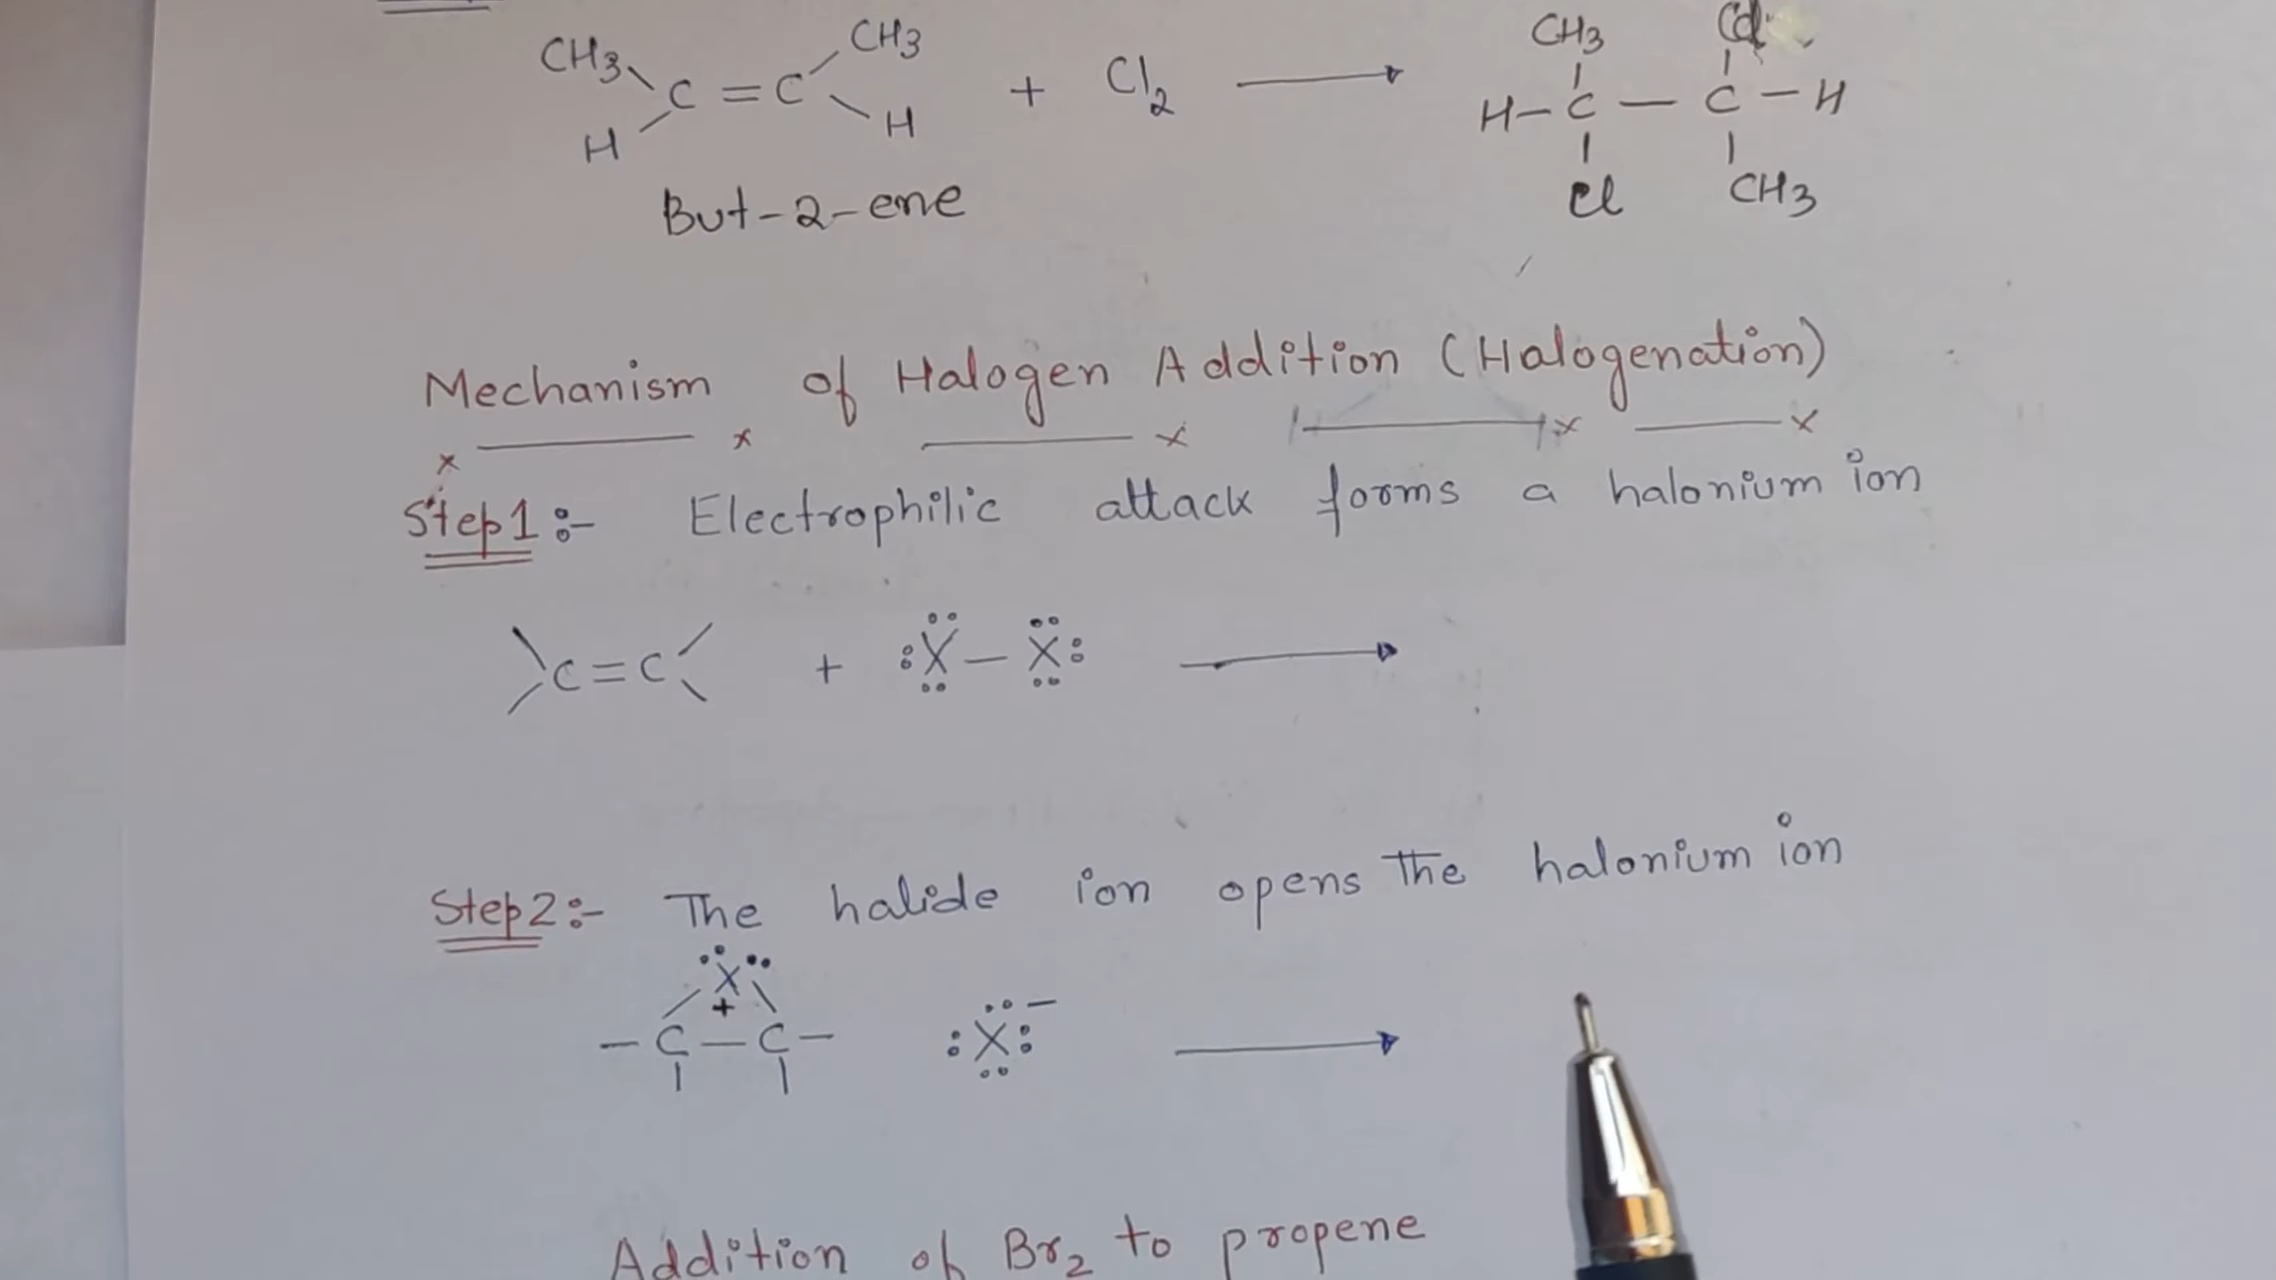 CH3 CH3 CH3 Cl
C = C + Cl2 → H - C - C - H
H H Cl CH3
But-2-ene
Mechanism of Halogen Addition (Halogenation)
Step1:- Electrophilic attack forms a halonium ion
C = C + :X - X: →
Step2:- The halide ion opens The halonium ion
X
+
- C - C - :X:- →
Addition of Br2 to propene